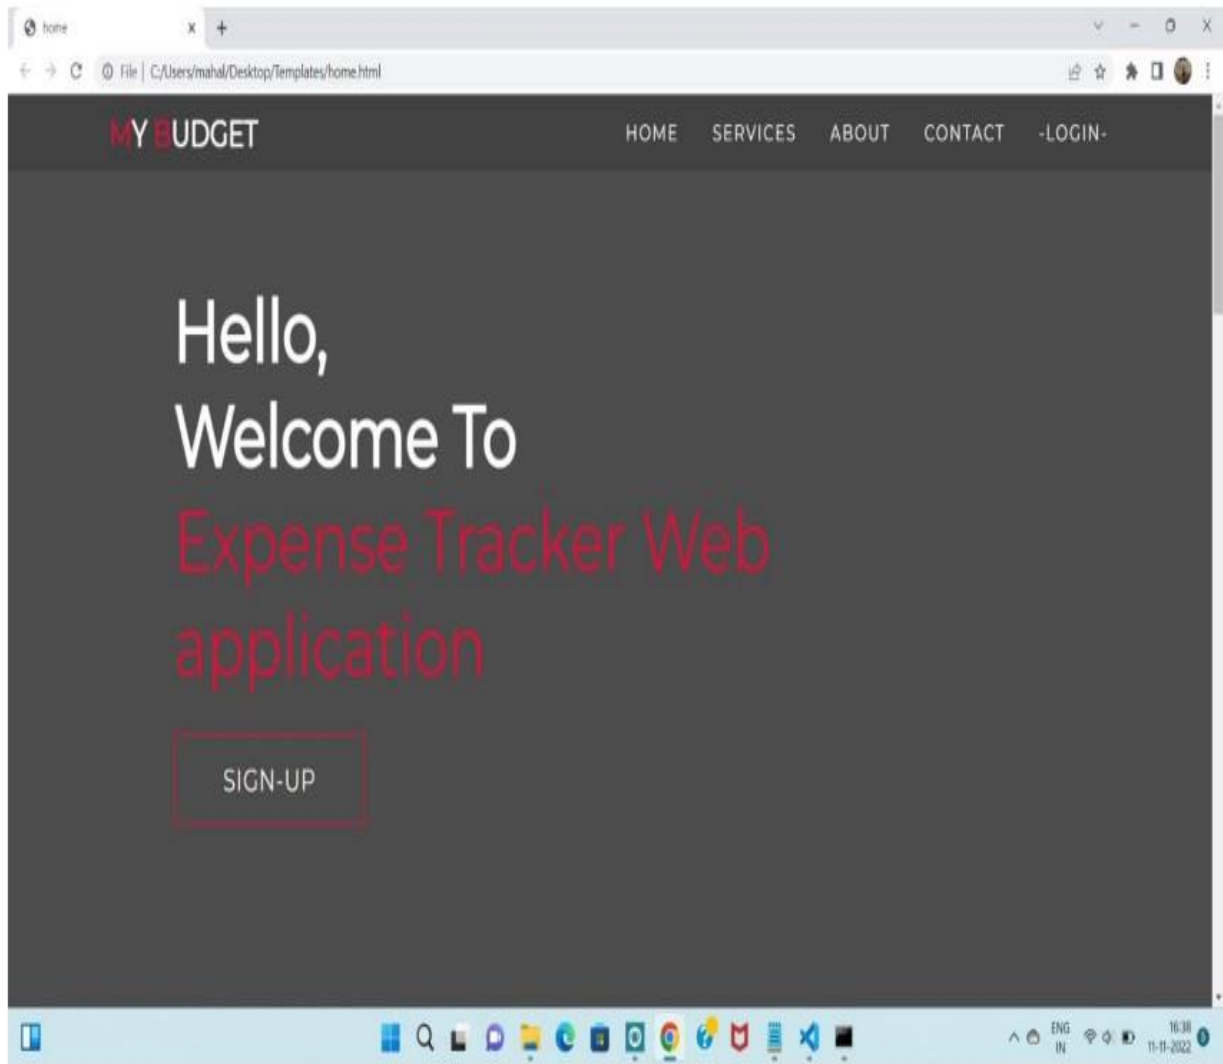 home
File | C:/Users/mahal/Desktop/Templates/home.html
MY BUDGET
HOME SERVICES ABOUT CONTACT -LOGIN-
Hello,
Welcome To
Expense Tracker Web
application
SIGN-UP
ENG
IN
16:38
11-11-2022